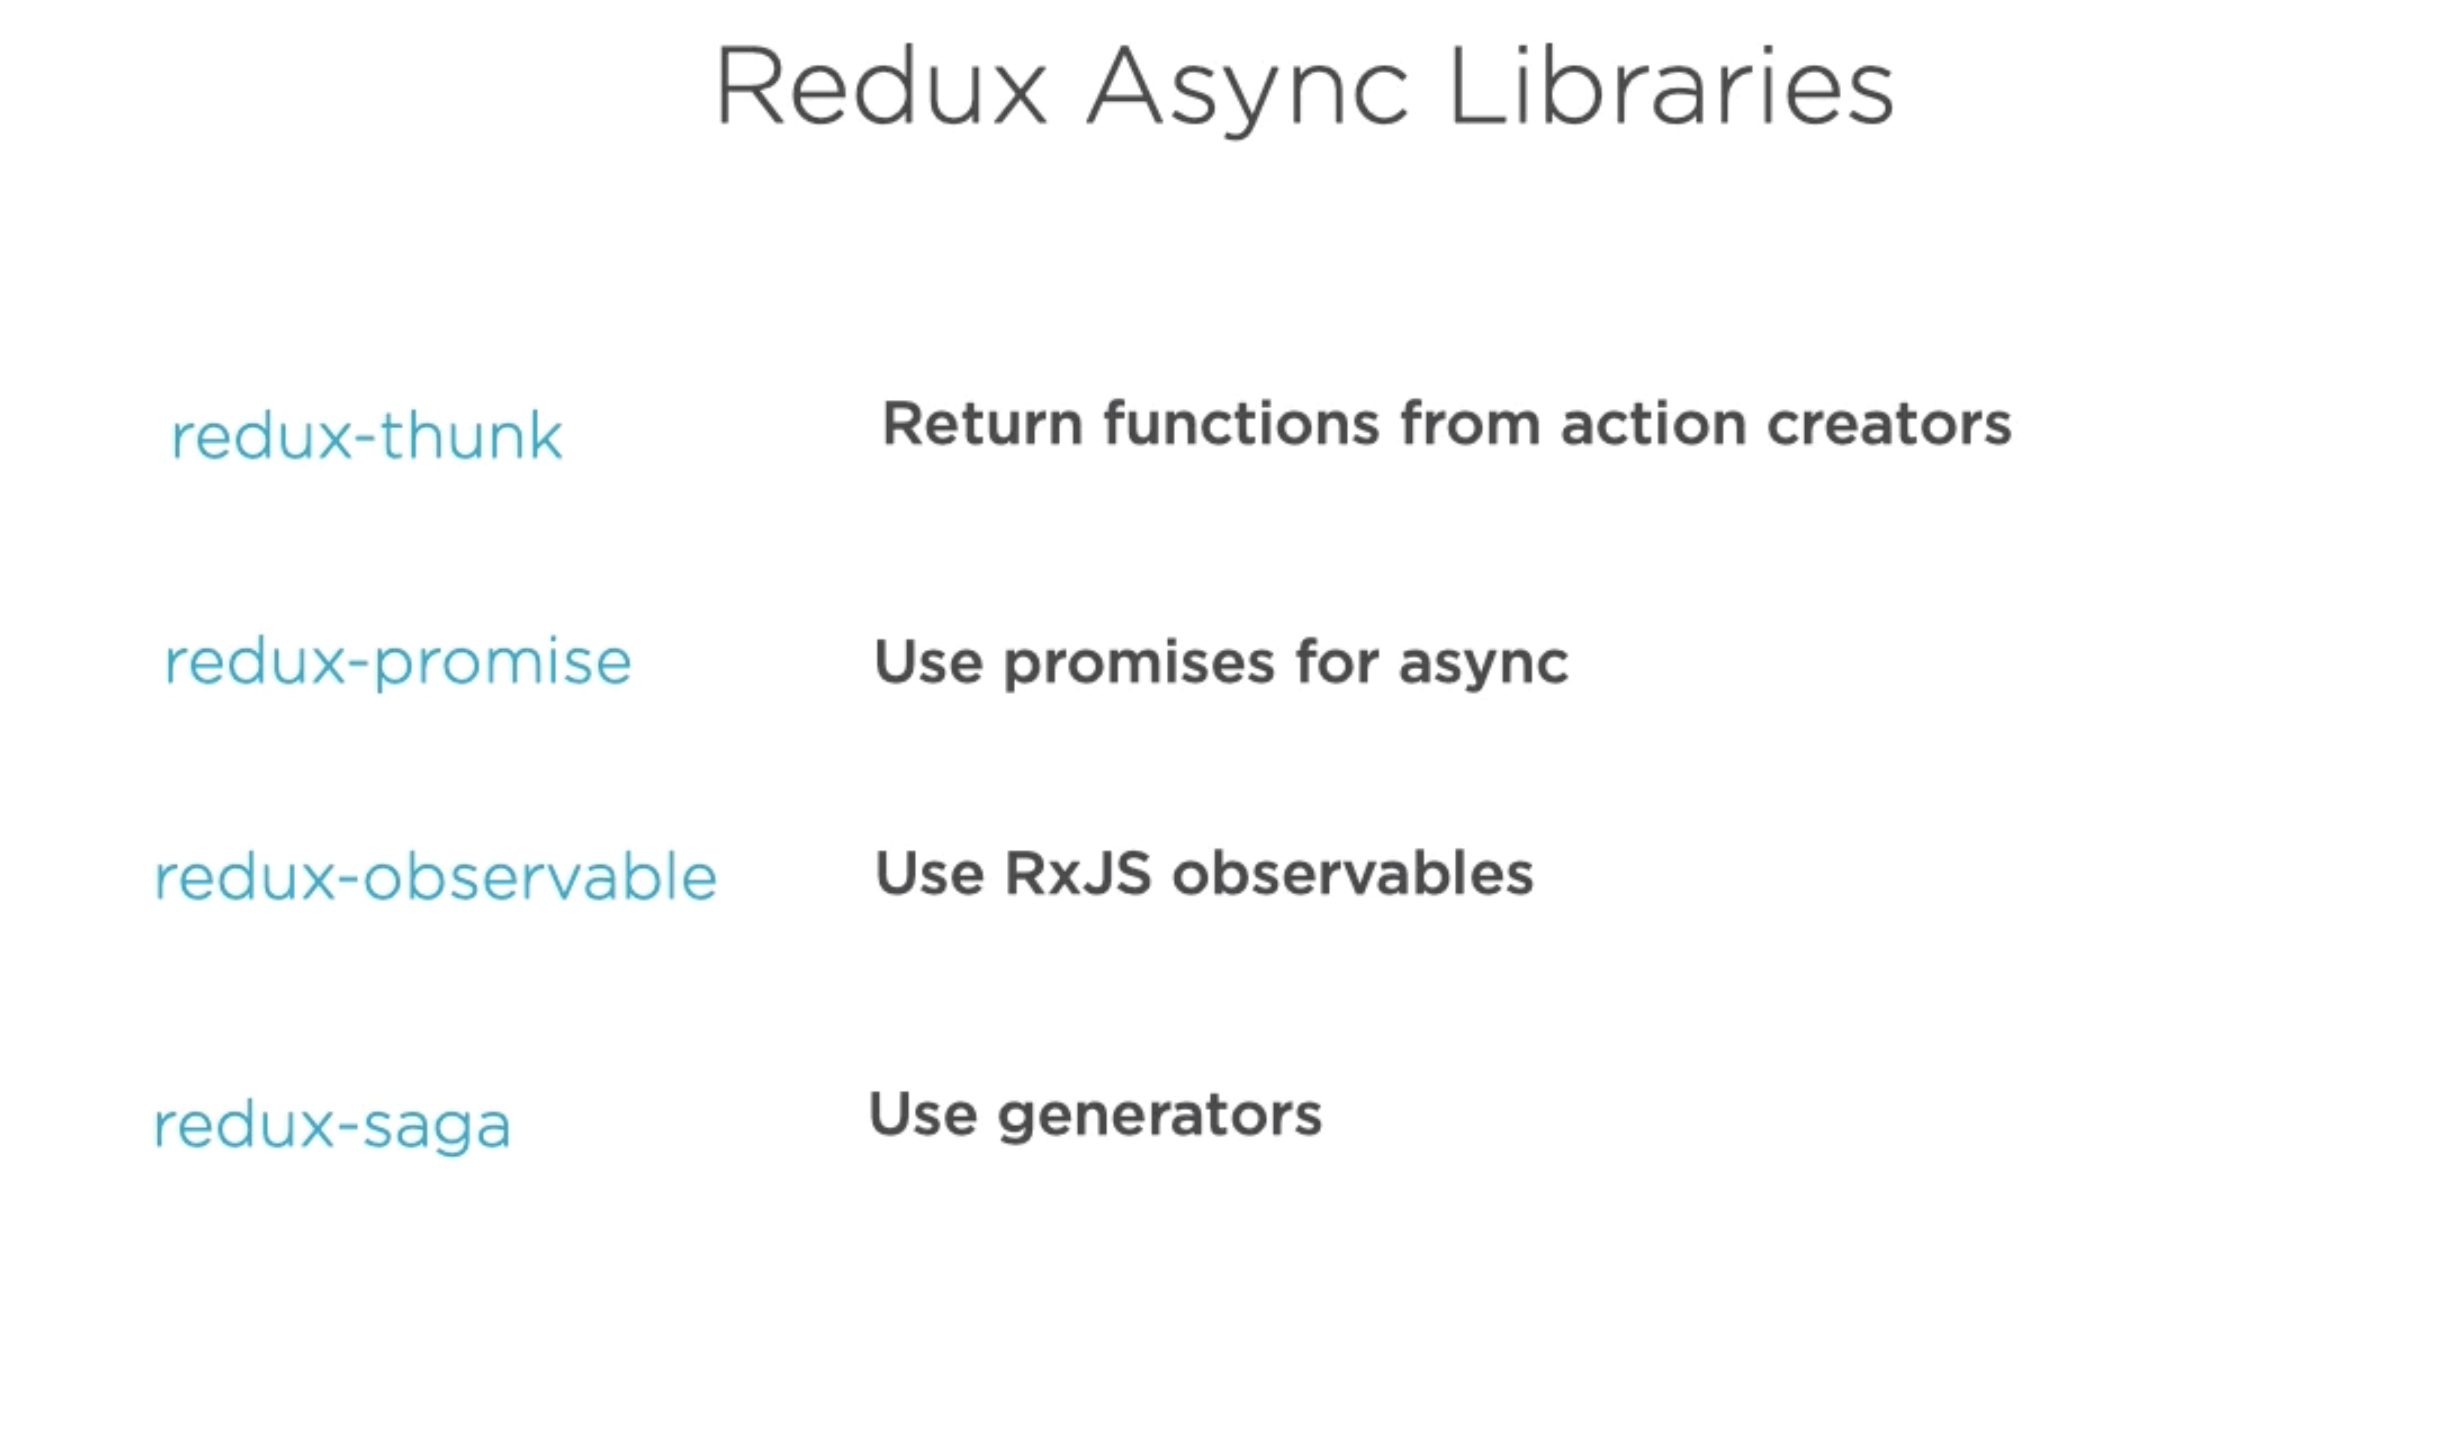 Redux Async Libraries
redux-thunk Return functions from action creators
redux-promise Use promises for async
redux-observable Use RxJS observables
redux-saga Use generators